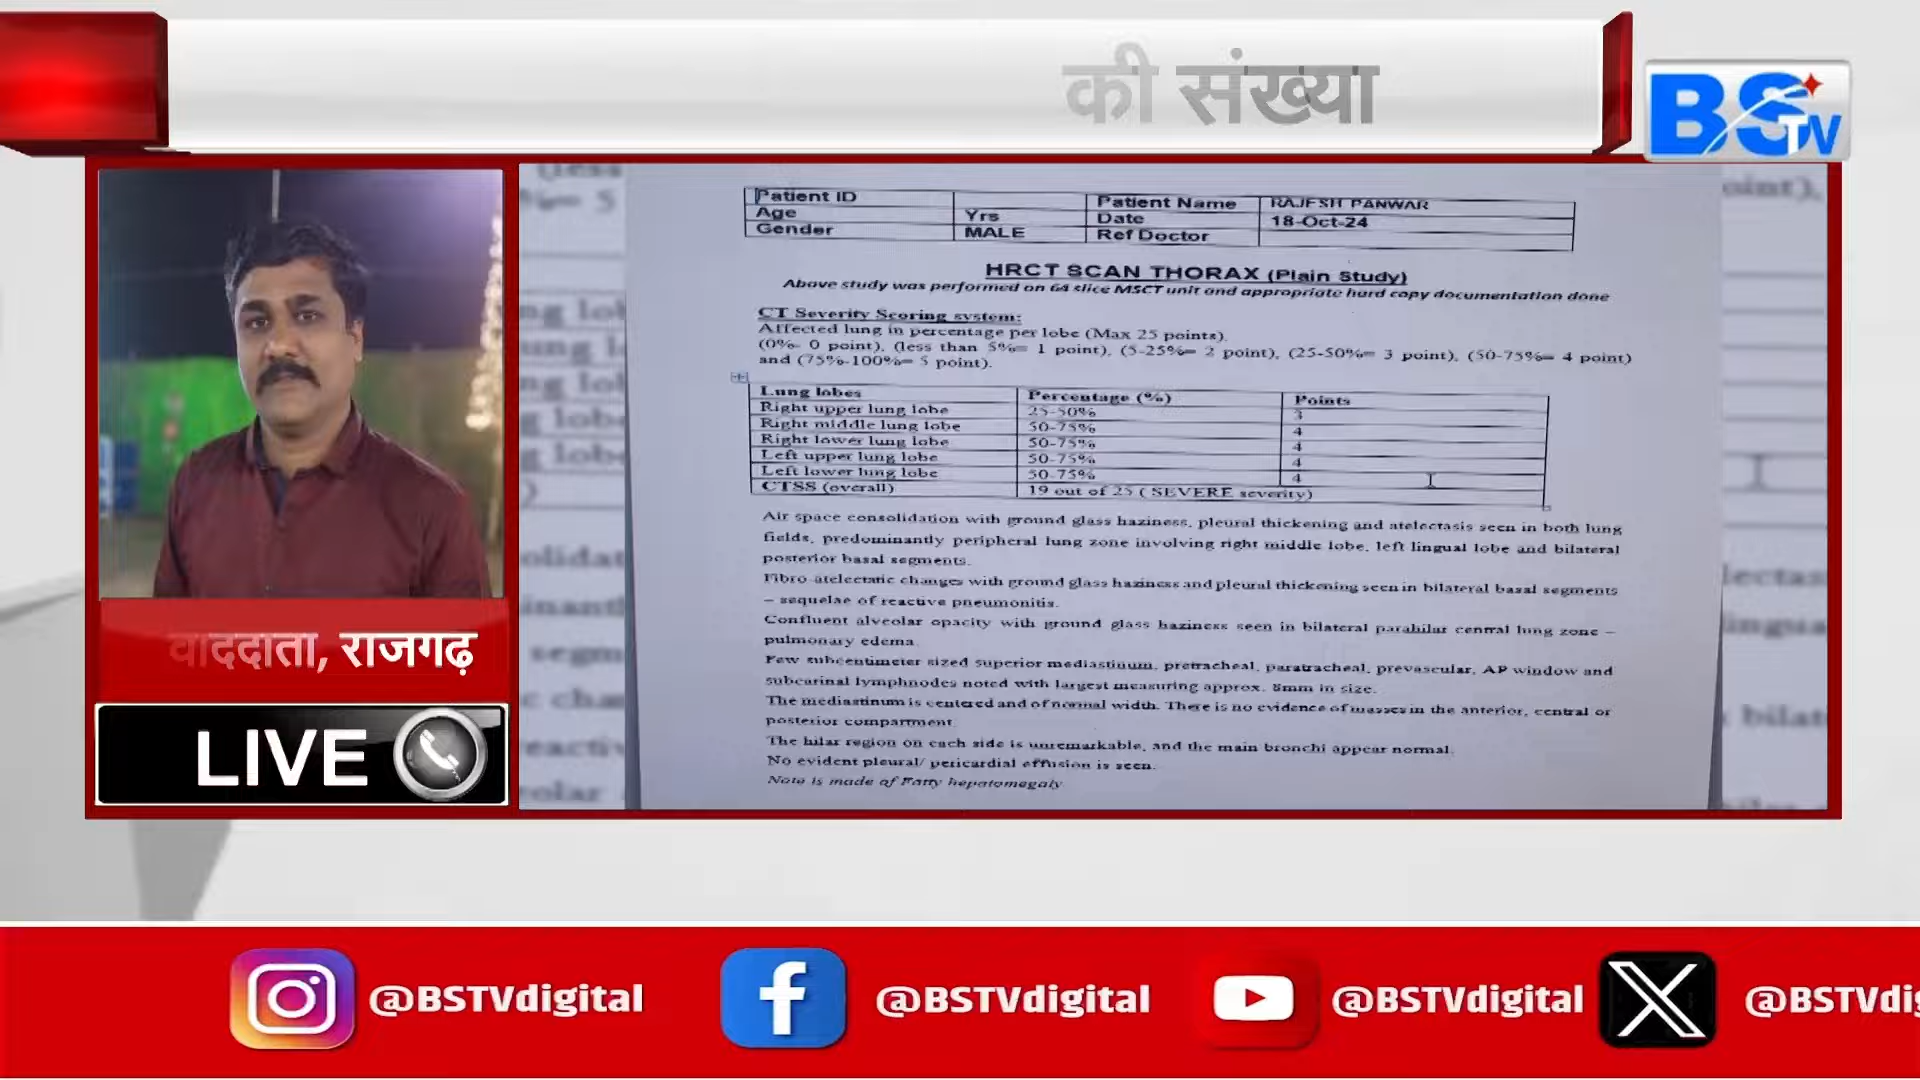 की संख्या
BSTV
Patient ID Patient Name RAJESH PANWAR
Age Yrs Date 18-Oct-24
Gender MALE Ref Doctor
HRCT SCAN THORAX (Plain Study)
Above study was performed on 64 slice MSCT unit and appropriate hard copy documentation done
CT Severity Scoring system:
Affected lung in percentage per lobe (Max 25 points).
(0%- 0 point), (less than 5%= 1 point), (5-25%= 2 point), (25-50%= 3 point), (50-75%= 4 point)
and (75%-100%= 5 point).
Lung lobes Percentage (%) Points
Right upper lung lobe 25-50% 3
Right middle lung lobe 50-75% 4
Right lower lung lobe 50-75% 4
Left upper lung lobe 50-75% 4
Left lower lung lobe 50-75% 4
CTSS (overall) 19 out of 25 ( SEVERE severity)
Air space consolidation with ground glass haziness, pleural thickening and atelectasis seen in both lung
fields, predominantly peripheral lung zone involving right middle lobe, left lingual lobe and bilateral
posterior basal segments.
Fibro-atelectatic changes with ground glass haziness and pleural thickening seen in bilateral basal segments
– sequelae of reactive pneumonitis.
Confluent alveolar opacity with ground glass haziness seen in bilateral parahilar central lung zone –
pulmonary edema.
Few subcentimeter sized superior mediastinum, pretracheal, paratracheal, prevascular, AP window and
subcarinal lymphnodes noted with largest measuring approx. 8mm in size.
The mediastinum is centered and of normal width. There is no evidence of masses in the anterior, central or
posterior compartment.
The hilar region on each side is unremarkable, and the main bronchi appear normal.
No evident pleural/ pericardial effusion is seen.
Note is made of Fatty hepatomegaly
वाददाता, राजगढ़
LIVE
@BSTVdigital @BSTVdigital @BSTVdigital @BSTVdig